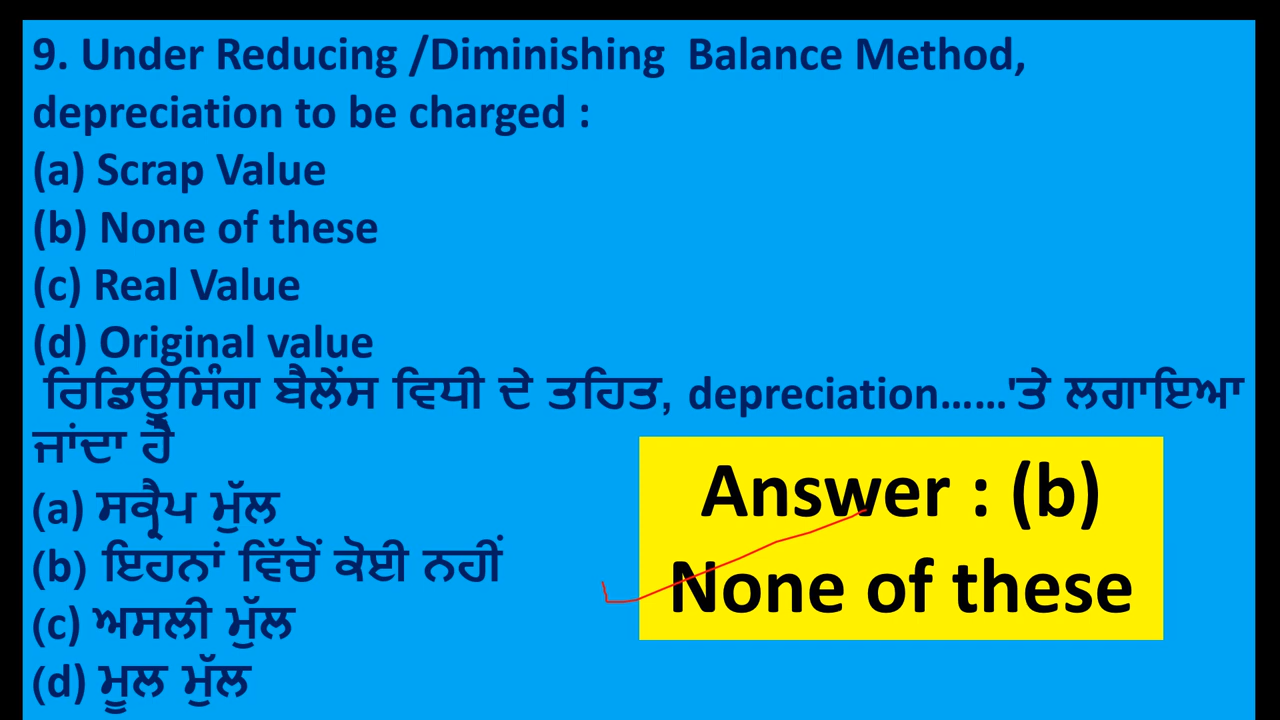 9. Under Reducing /Diminishing  Balance Method,
depreciation to be charged :
(a) Scrap Value
(b) None of these
(c) Real Value
(d) Original value
ਰਿਡਿਊਸਿੰਗ ਬੈਲੇਂਸ ਵਿਧੀ ਦੇ ਤਹਿਤ, depreciation……'ਤੇ ਲਗਾਇਆ
ਜਾਂਦਾ ਹੈ
(a) ਸਕ੍ਰੈਪ ਮੁੱਲ
(b) ਇਹਨਾਂ ਵਿੱਚੋਂ ਕੋਈ ਨਹੀਂ
(c) ਅਸਲੀ ਮੁੱਲ
(d) ਮੂਲ ਮੁੱਲ
Answer : (b)
None of these